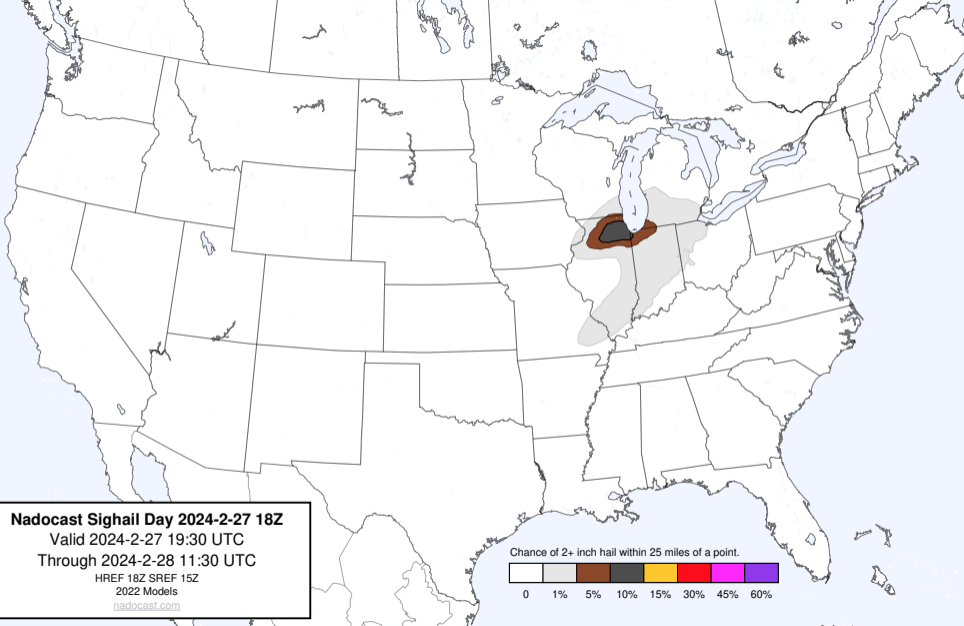 Nadocast Sighail Day 2024-2-27 18Z
Valid 2024-2-27 19:30 UTC
Through 2024-2-28 11:30 UTC
HREF 18Z SREF 15Z
2022 Models
nadocast.com
Chance of 2+ inch hail within 25 miles of a point.
0 1% 5% 10% 15% 30% 45% 60%